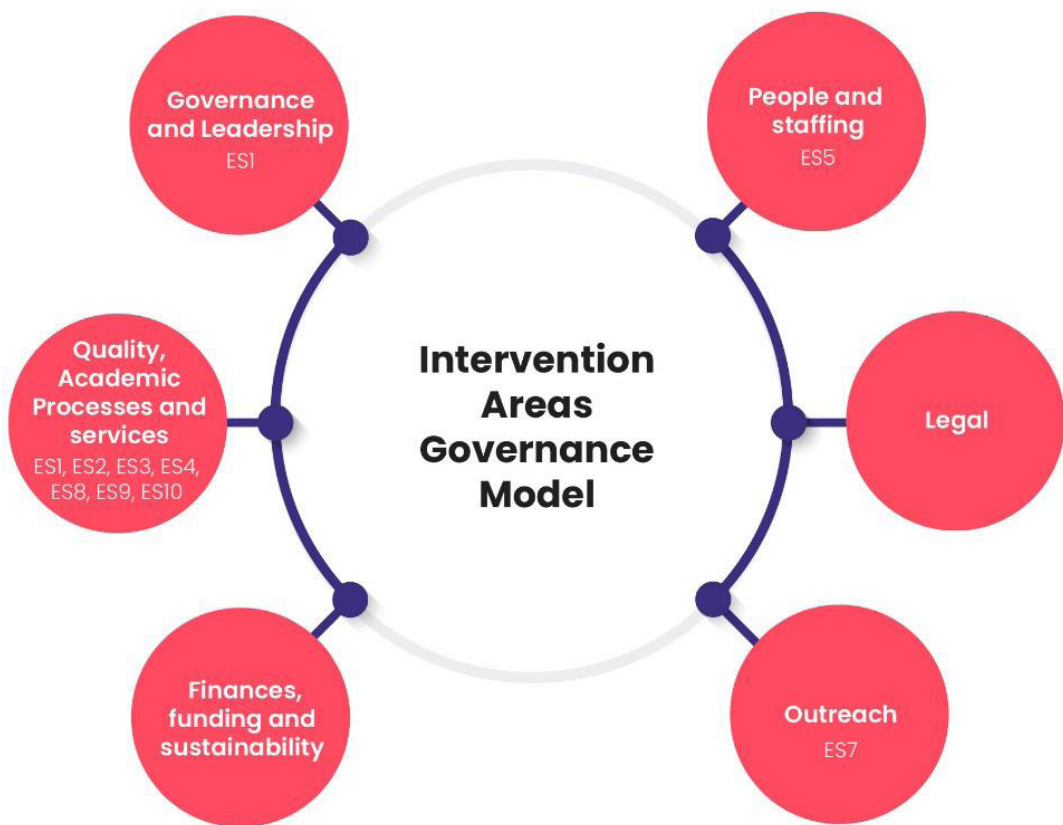 Governance
and Leadership
ES1
People and
staffing
ES5
Quality,
Academic
Processes and
services
ES1, ES2, ES3, ES4,
ES8, ES9, ES10
Intervention
Areas
Governance
Model
Legal
Finances,
funding and
sustainability
Outreach
ES7